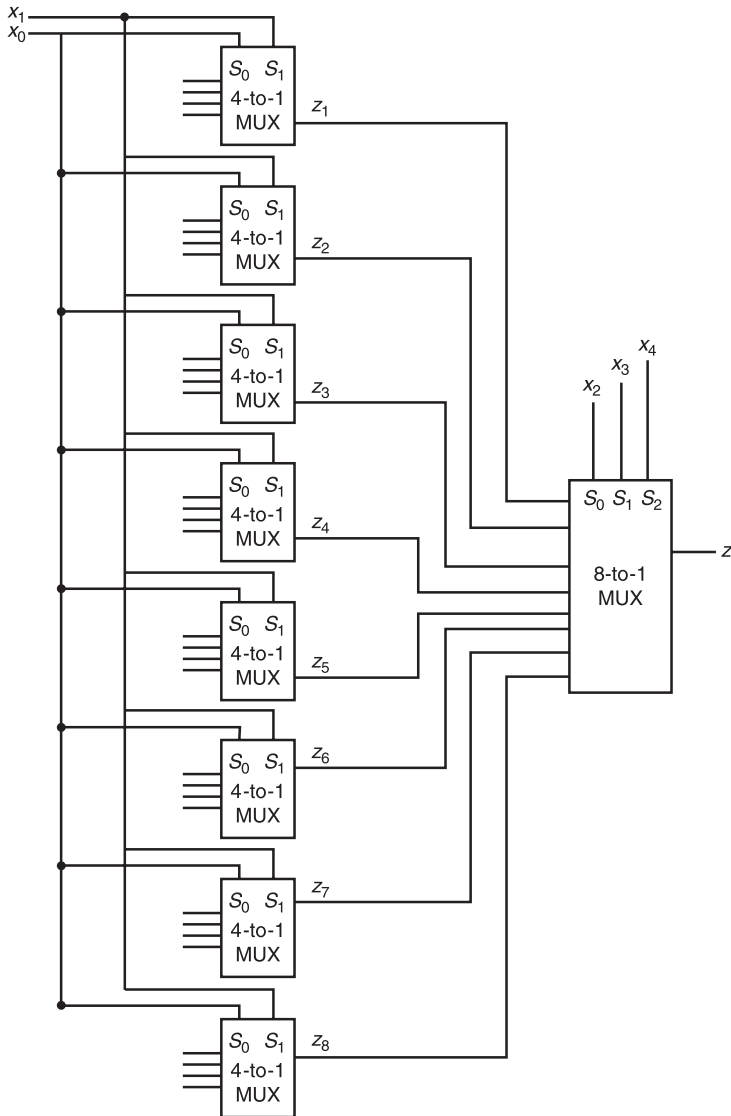 x1
x0
S0 S1
4-to-1
MUX
z1
S0 S1
4-to-1
MUX
z2
S0 S1
4-to-1
MUX
z3
S0 S1
4-to-1
MUX
z4
S0 S1
4-to-1
MUX
z5
S0 S1
4-to-1
MUX
z6
S0 S1
4-to-1
MUX
z7
S0 S1
4-to-1
MUX
z8
x4
x3
x2
S0 S1 S2
8-to-1
MUX
z